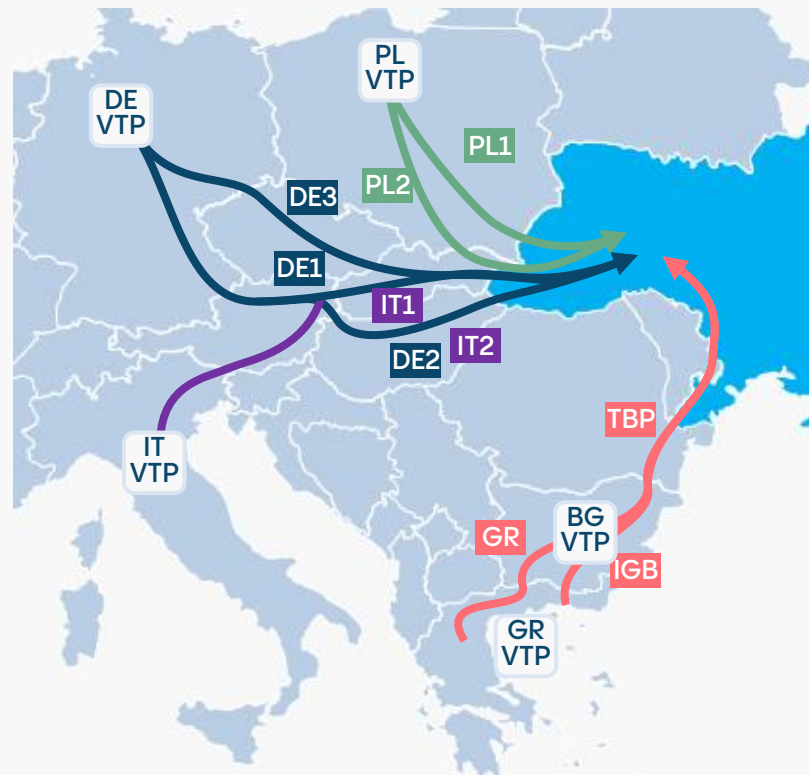 PL
VTP
DE
VTP
PL1
PL2
DE3
DE1
IT1
IT2
DE2
TBP
IT
VTP
BG
VTP
GR
IGB
GR
VTP